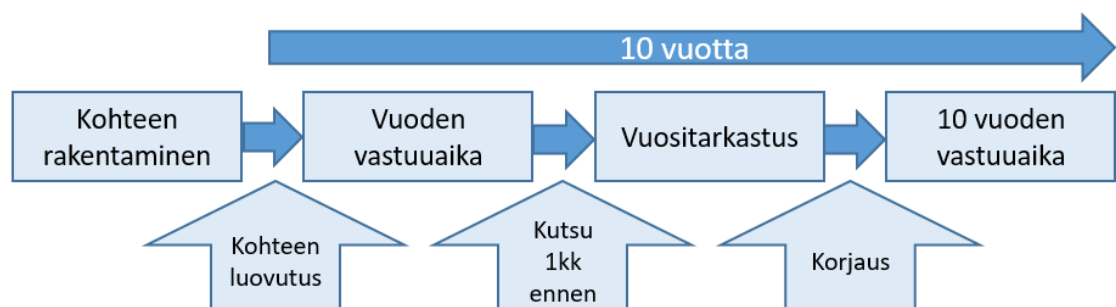 10 vuotta
Kohteen
rakentaminen
Vuoden
vastuuaika
Vuositarkastus
10 vuoden
vastuuaika
Kohteen
luovutus
Kutsu
1kk
ennen
Korjaus